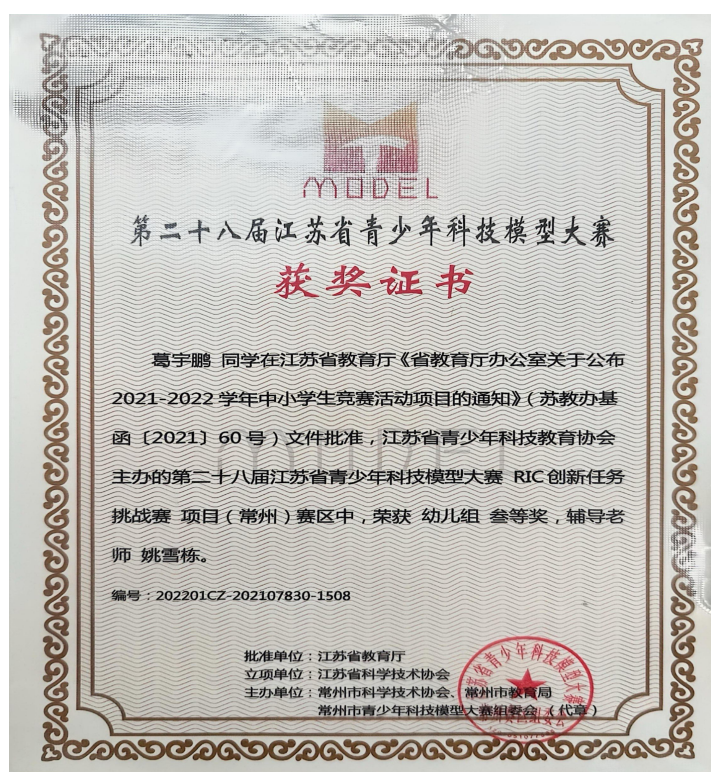 MODEL
第二十八届江苏省青少年科技模型大赛
获奖证书
葛宇鹏 同学在江苏省教育厅《省教育厅办公室关于公布
2021-2022 学年中小学生竞赛活动项目的通知》（苏教办基
函〔2021〕60 号）文件批准，江苏省青少年科技教育协会
主办的第二十八届江苏省青少年科技模型大赛 RIC 创新任务
挑战赛 项目（常州）赛区中，荣获 幼儿组 叁等奖，辅导老
师 姚雪栋。
编号：202201CZ-202107830-1508
批准单位：江苏省教育厅
立项单位：江苏省科学技术协会
主办单位：常州市科学技术协会、常州市教育局
常州市青少年科技模型大赛组委会（代章）